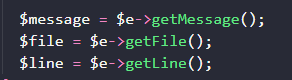 $message = $e->getMessage();
$file = $e->getFile();
$line = $e->getLine();